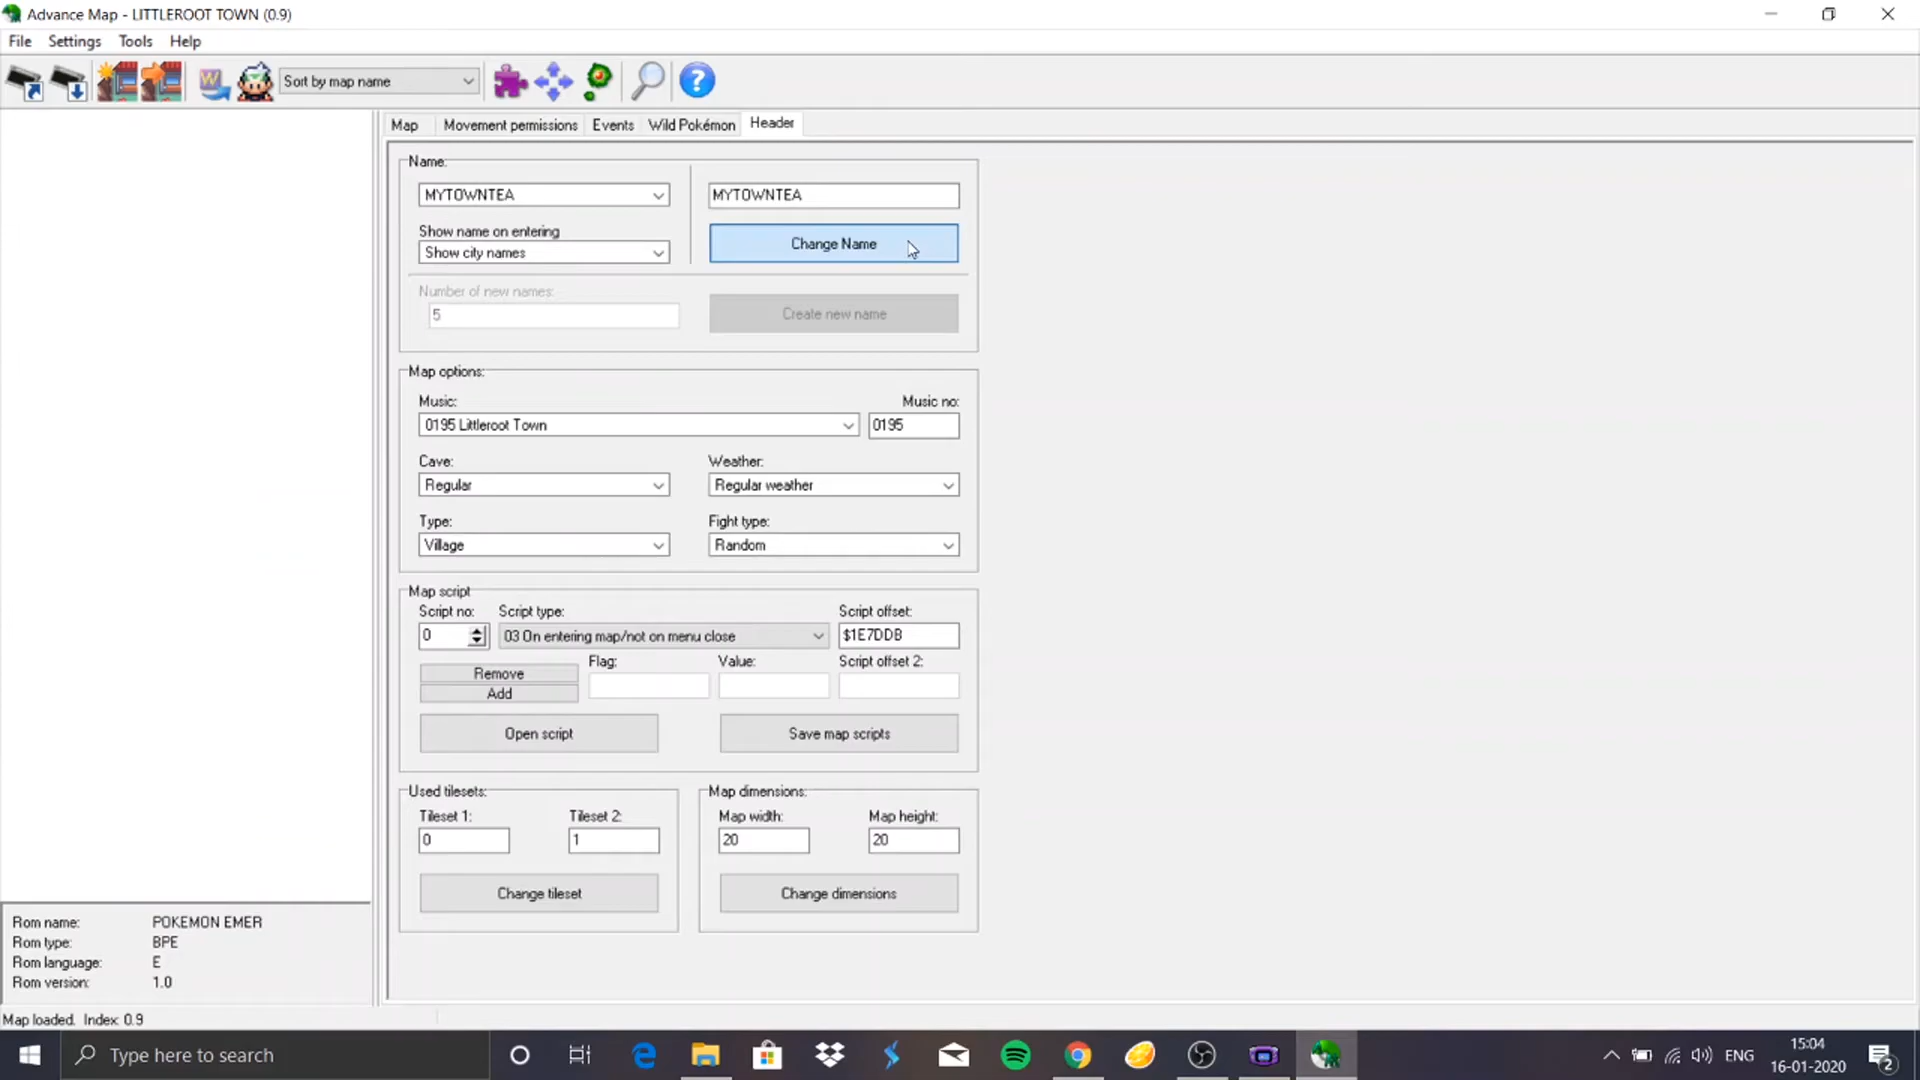 Advance Map - LITTLEROOT TOWN (0.9)
File Settings Tools Help
W Sort by map name ?
Map Movement permissions Events Wild Pokémon Header
Name:
MYTOWNTEA MYTOWNTEA
Show name on entering
Show city names Change Name
Number of new names:
5 Create new name
Map options:
Music: Music no:
0195 Littleroot Town 0195
Cave: Weather:
Regular Regular weather
Type: Fight type:
Village Random
Map script
Script no: Script type: Script offset:
0 03 On entering map/not on menu close $1E7DDB
Remove Flag: Value: Script offset 2:
Add
Open script Save map scripts
Used tilesets: Map dimensions:
Tileset 1: Tileset 2: Map width: Map height:
0 1 20 20
Change tileset Change dimensions
Rom name: POKEMON EMER
Rom type: BPE
Rom language: E
Rom version: 1.0
Map loaded. Index: 0.9
Type here to search ENG 15:04
16-01-2020 2